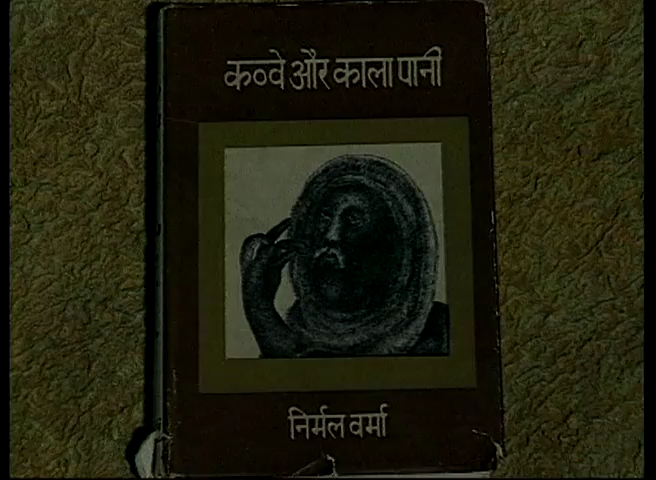 कव्वे और काला पानी
निर्मल वर्मा